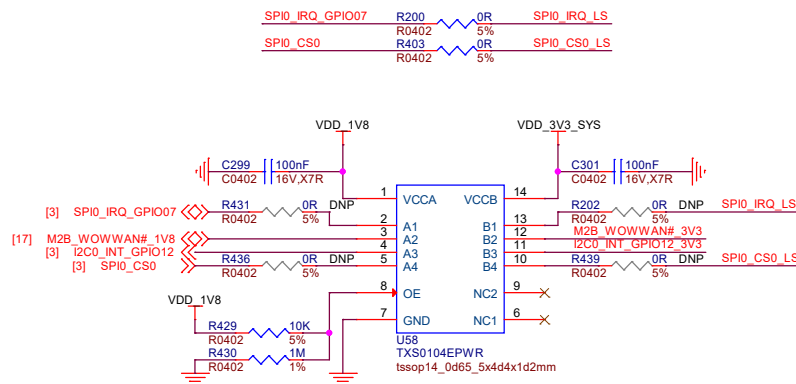 SPI0_IRQ_GPIO07 R200 0R SPI0_IRQ_LS
R0402 5%
SPI0_CS0 R403 0R SPI0_CS0_LS
R0402 5%
VDD_1V8 VDD_3V3_SYS
C299 100nF C301 100nF
C0402 16V,X7R C0402 16V,X7R
1 VCCA VCCB 14
[3] SPI0_IRQ_GPIO07 R431 0R DNP R202 0R DNP SPI0_IRQ_LS
R0402 5% 2 A1 B1 13 R0402 5%
[17] M2B_WOWWAN#_1V8 3 A2 B2 12 M2B_WOWWAN#_3V3
[3] I2C0_INT_GPIO12 4 A3 B3 11 I2C0_INT_GPIO12_3V3
[3] SPI0_CS0 R436 0R DNP 5 A4 B4 10 R439 0R DNP SPI0_CS0_LS
R0402 5% R0402 5%
VDD_1V8 8 OE NC2 9
7 GND NC1 6
R429 10K
R0402 5%
R430 1M
R0402 1%
U58
TXS0104EPWR
tssop14_0d65_5x4d4x1d2mm